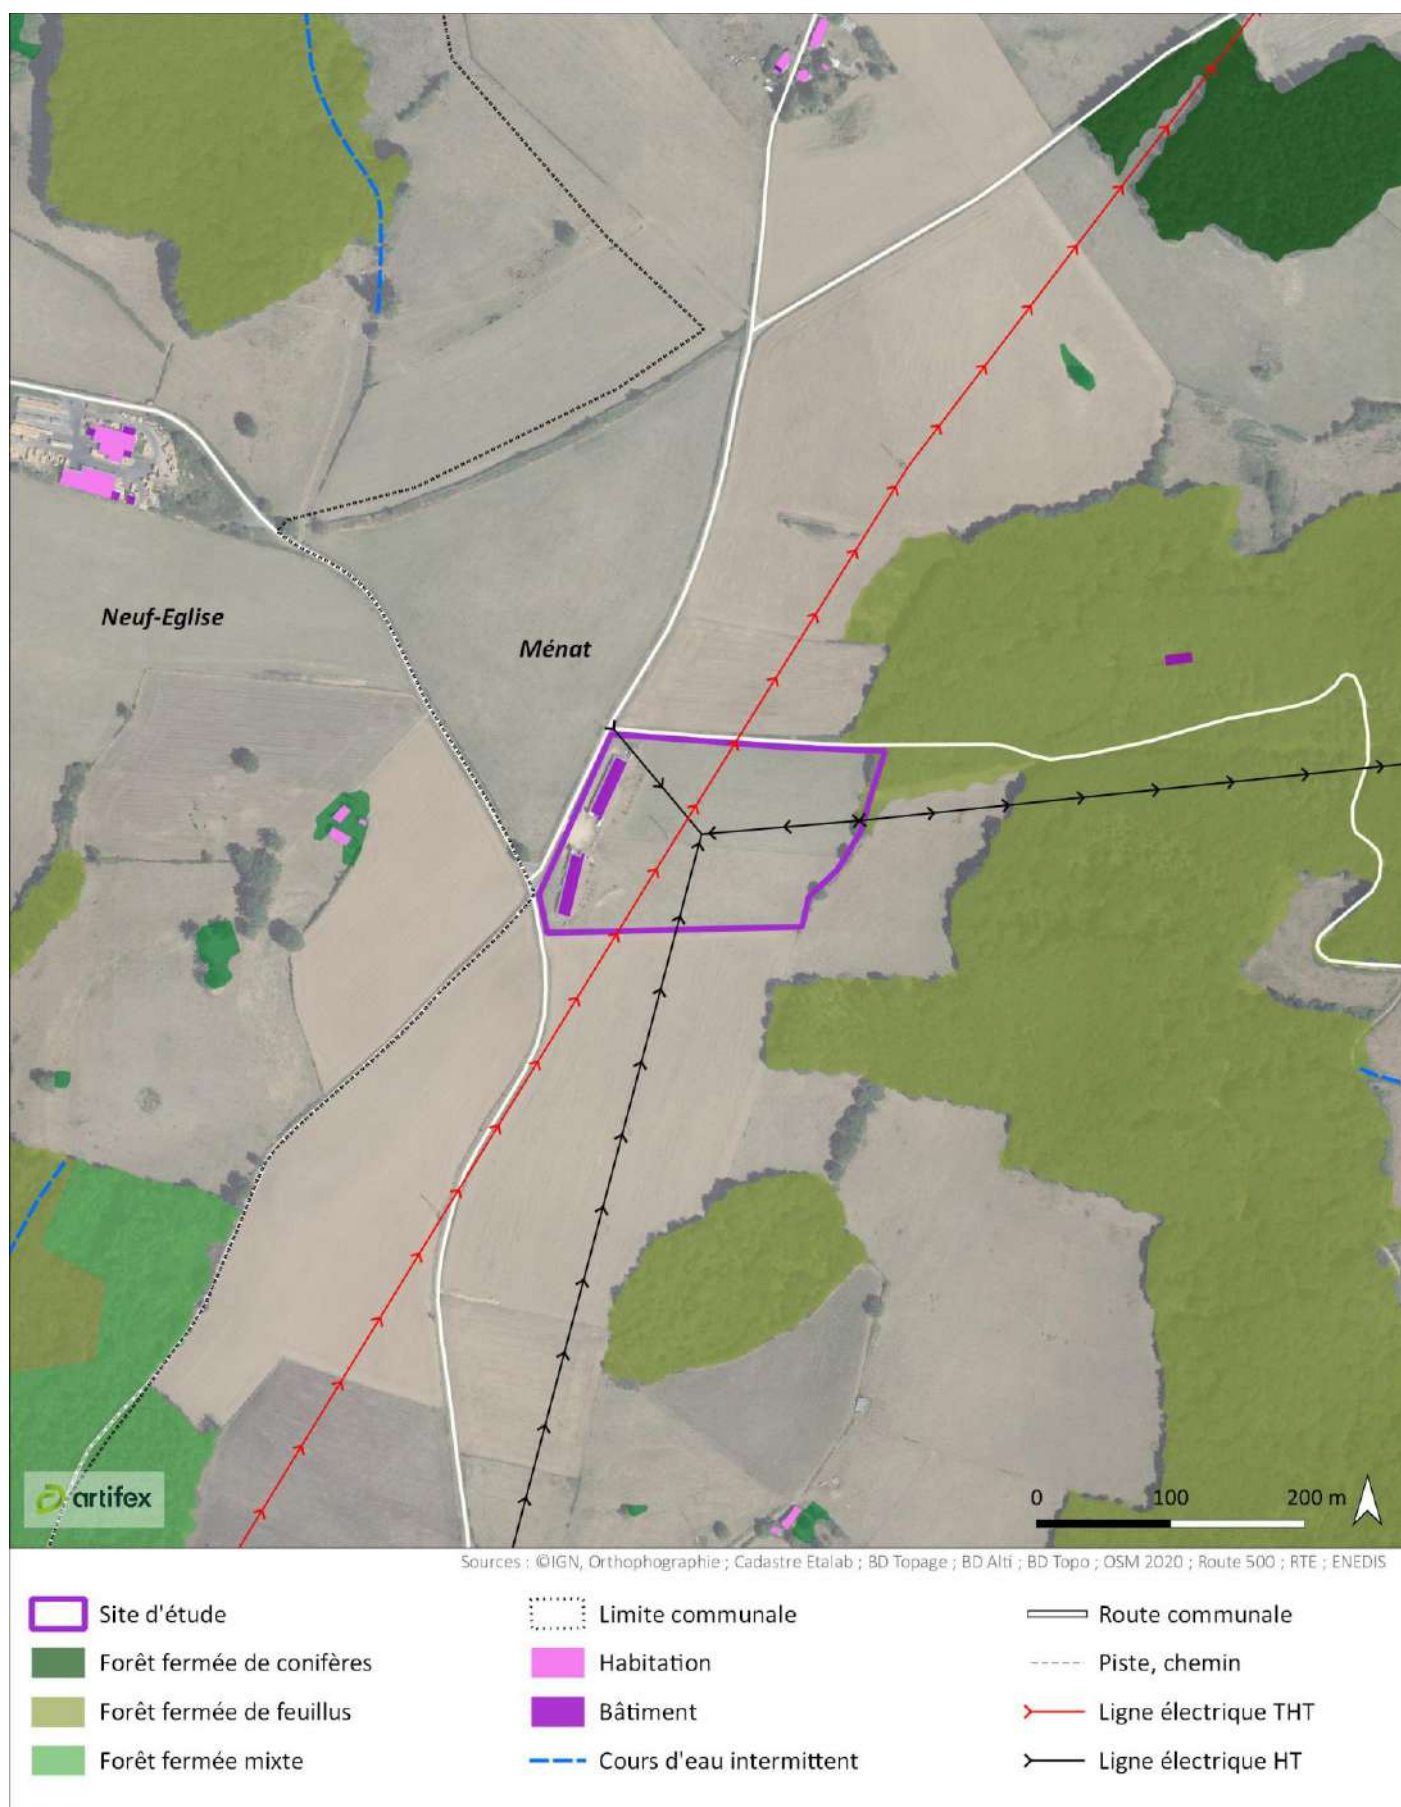 Neuf-Eglise
Ménat
artifex
0 100 200 m
Sources : ©IGN, Orthophographie ; Cadastre Etalab ; BD Topage ; BD Alti ; BD Topo ; OSM 2020 ; Route 500 ; RTE ; ENEDIS
Site d'étude
Limite communale
Route communale
Forêt fermée de conifères
Habitation
Piste, chemin
Forêt fermée de feuillus
Bâtiment
Ligne électrique THT
Forêt fermée mixte
Cours d'eau intermittent
Ligne électrique HT